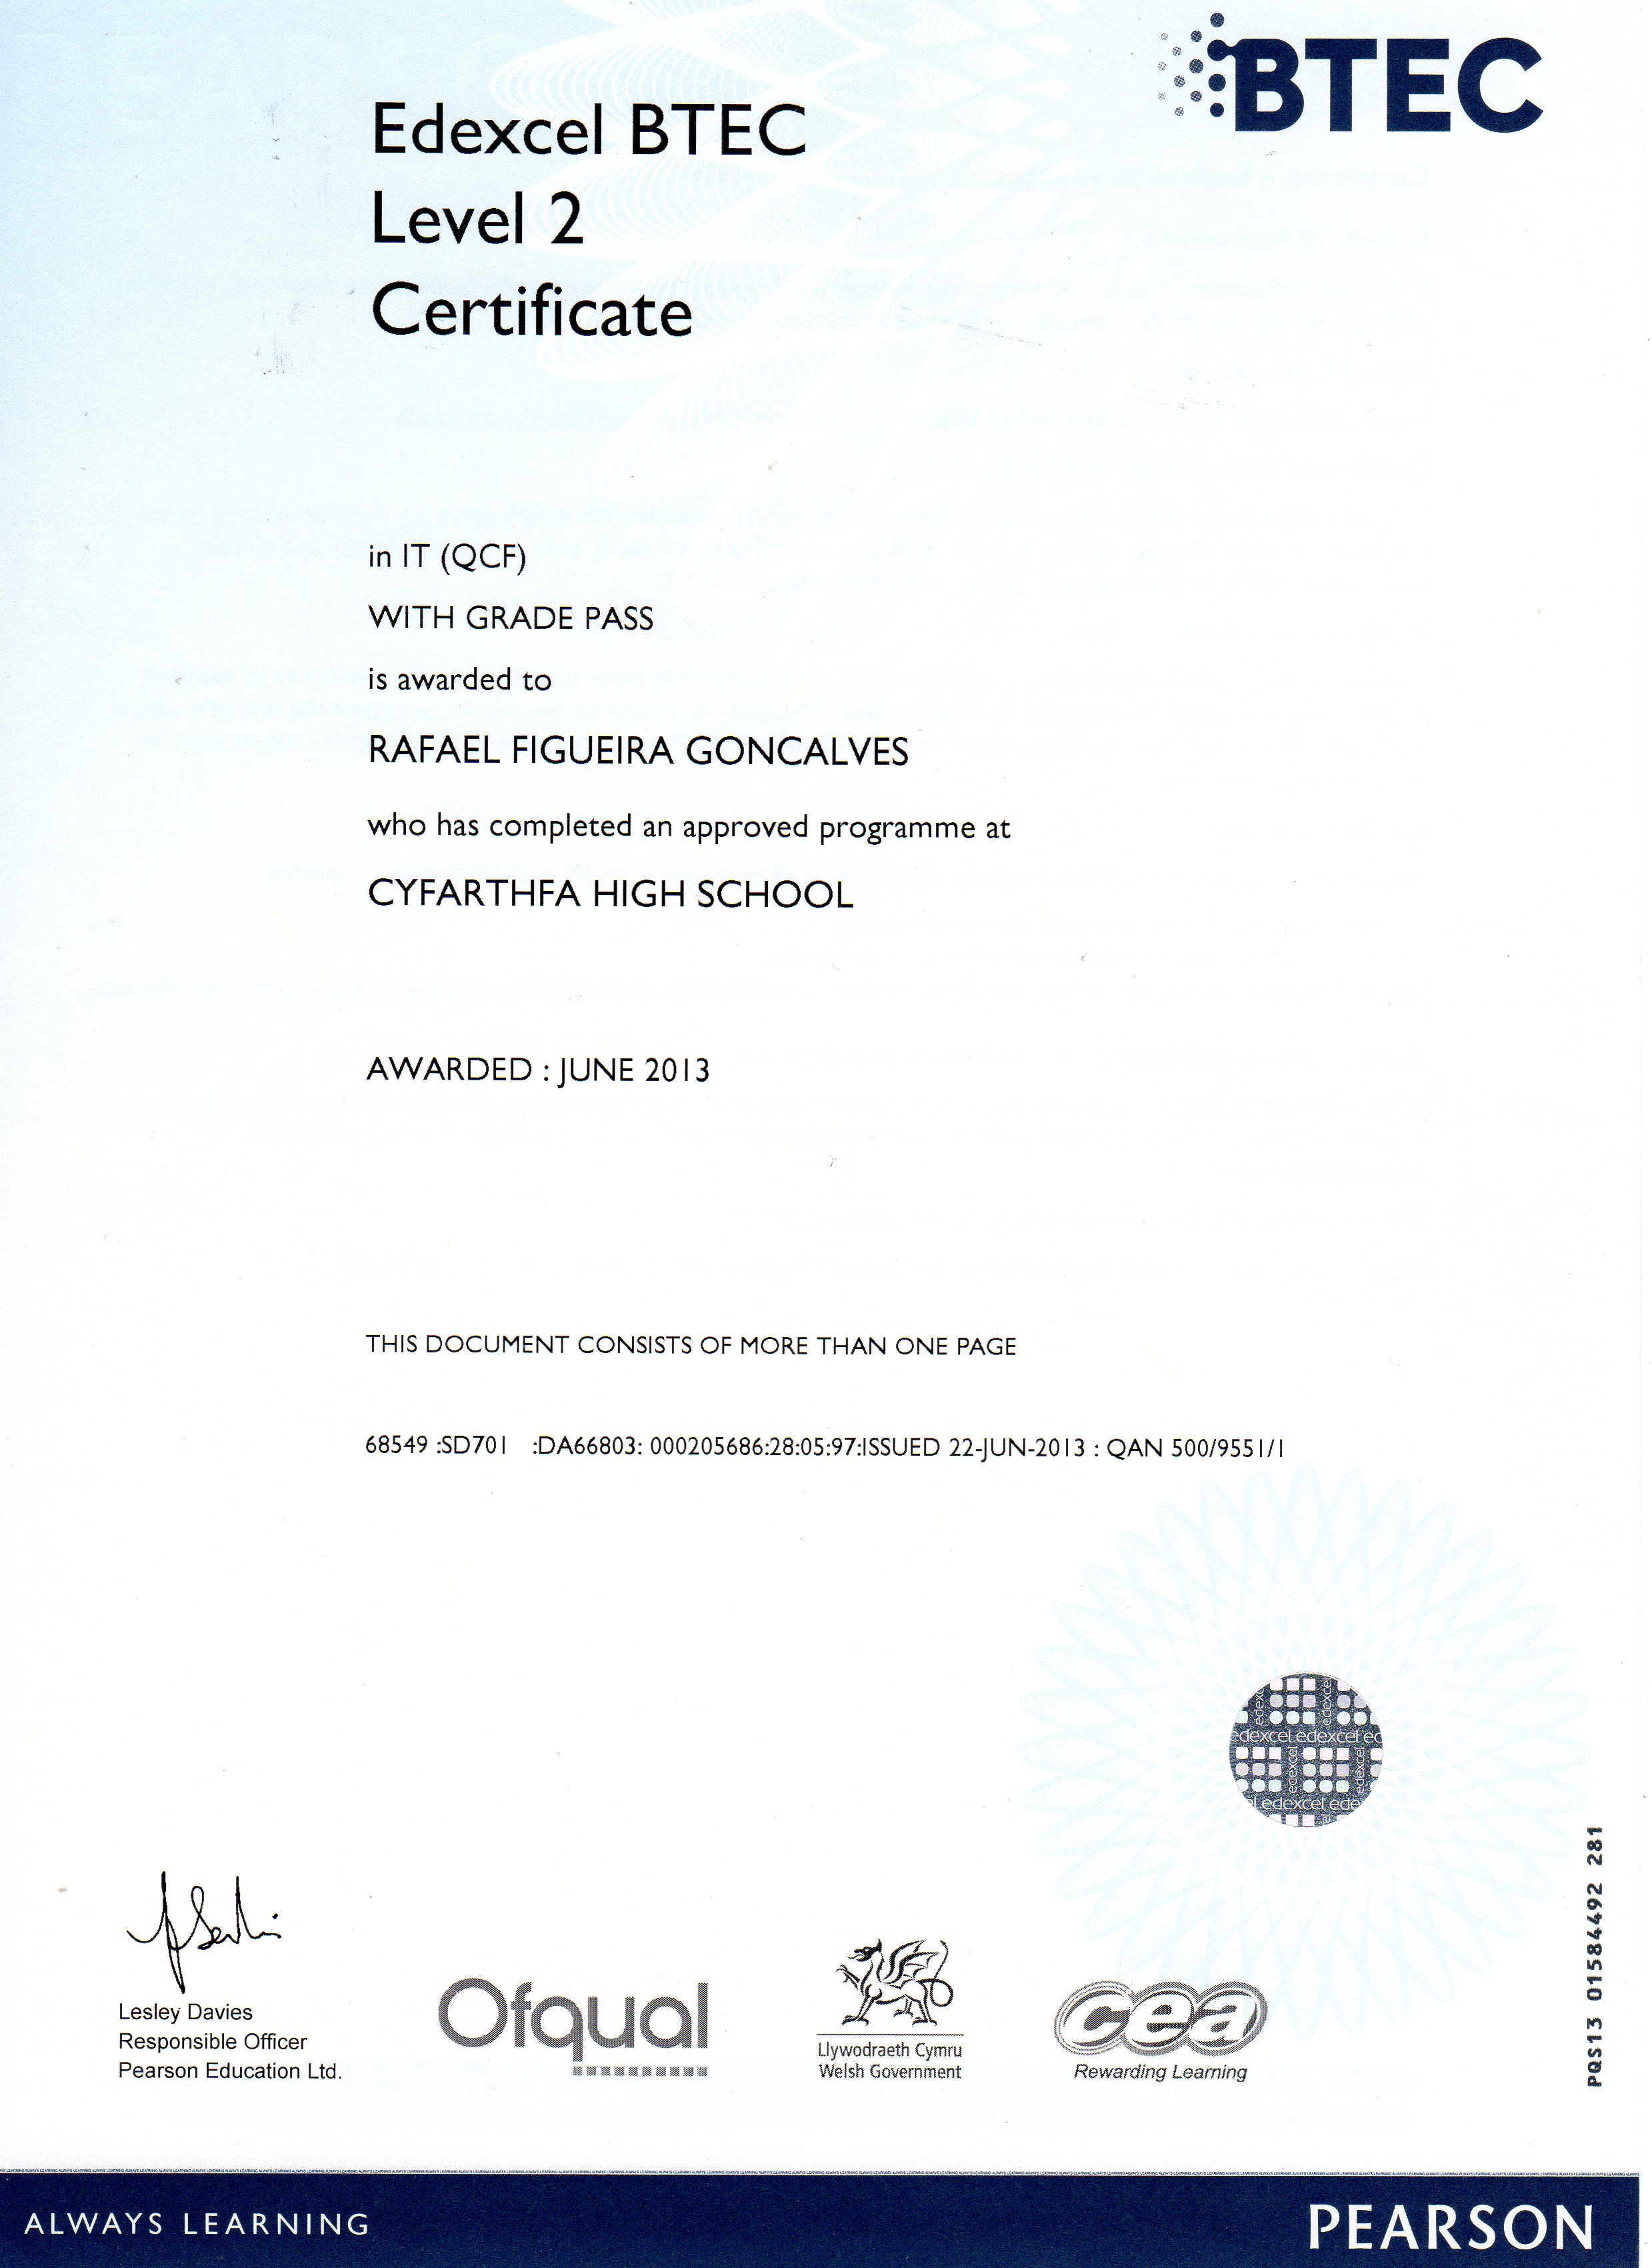 BTEC
Edexcel BTEC
Level 2
Certificate
in IT (QCF)
WITH GRADE PASS
is awarded to
RAFAEL FIGUEIRA GONCALVES
who has completed an approved programme at
CYFARTHFA HIGH SCHOOL
AWARDED : JUNE 2013
THIS DOCUMENT CONSISTS OF MORE THAN ONE PAGE
68549 :SD701 :DA66803: 000205686:28:05:97:ISSUED 22-JUN-2013 : QAN 500/9551/1
edexcel edexcel
edexcel
PQS13 01584492 281
Lesley Davies
Responsible Officer
Pearson Education Ltd.
Ofqual
Llywodraeth Cymru
Welsh Government
cea
Rewarding Learning
ALWAYS LEARNING
PEARSON